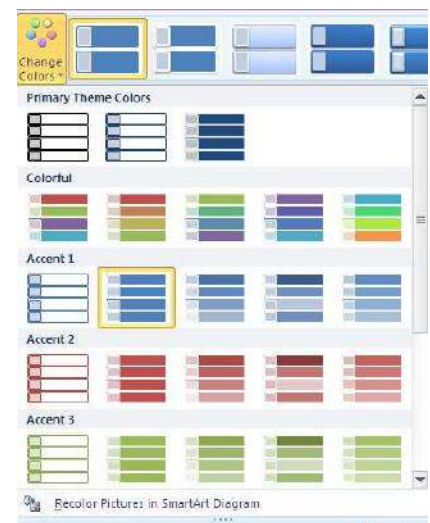 Change
Colors
Primary Theme Colors
Colorful
Accent 1
Accent 2
Accent 3
Recolor Pictures in SmartArt Diagram